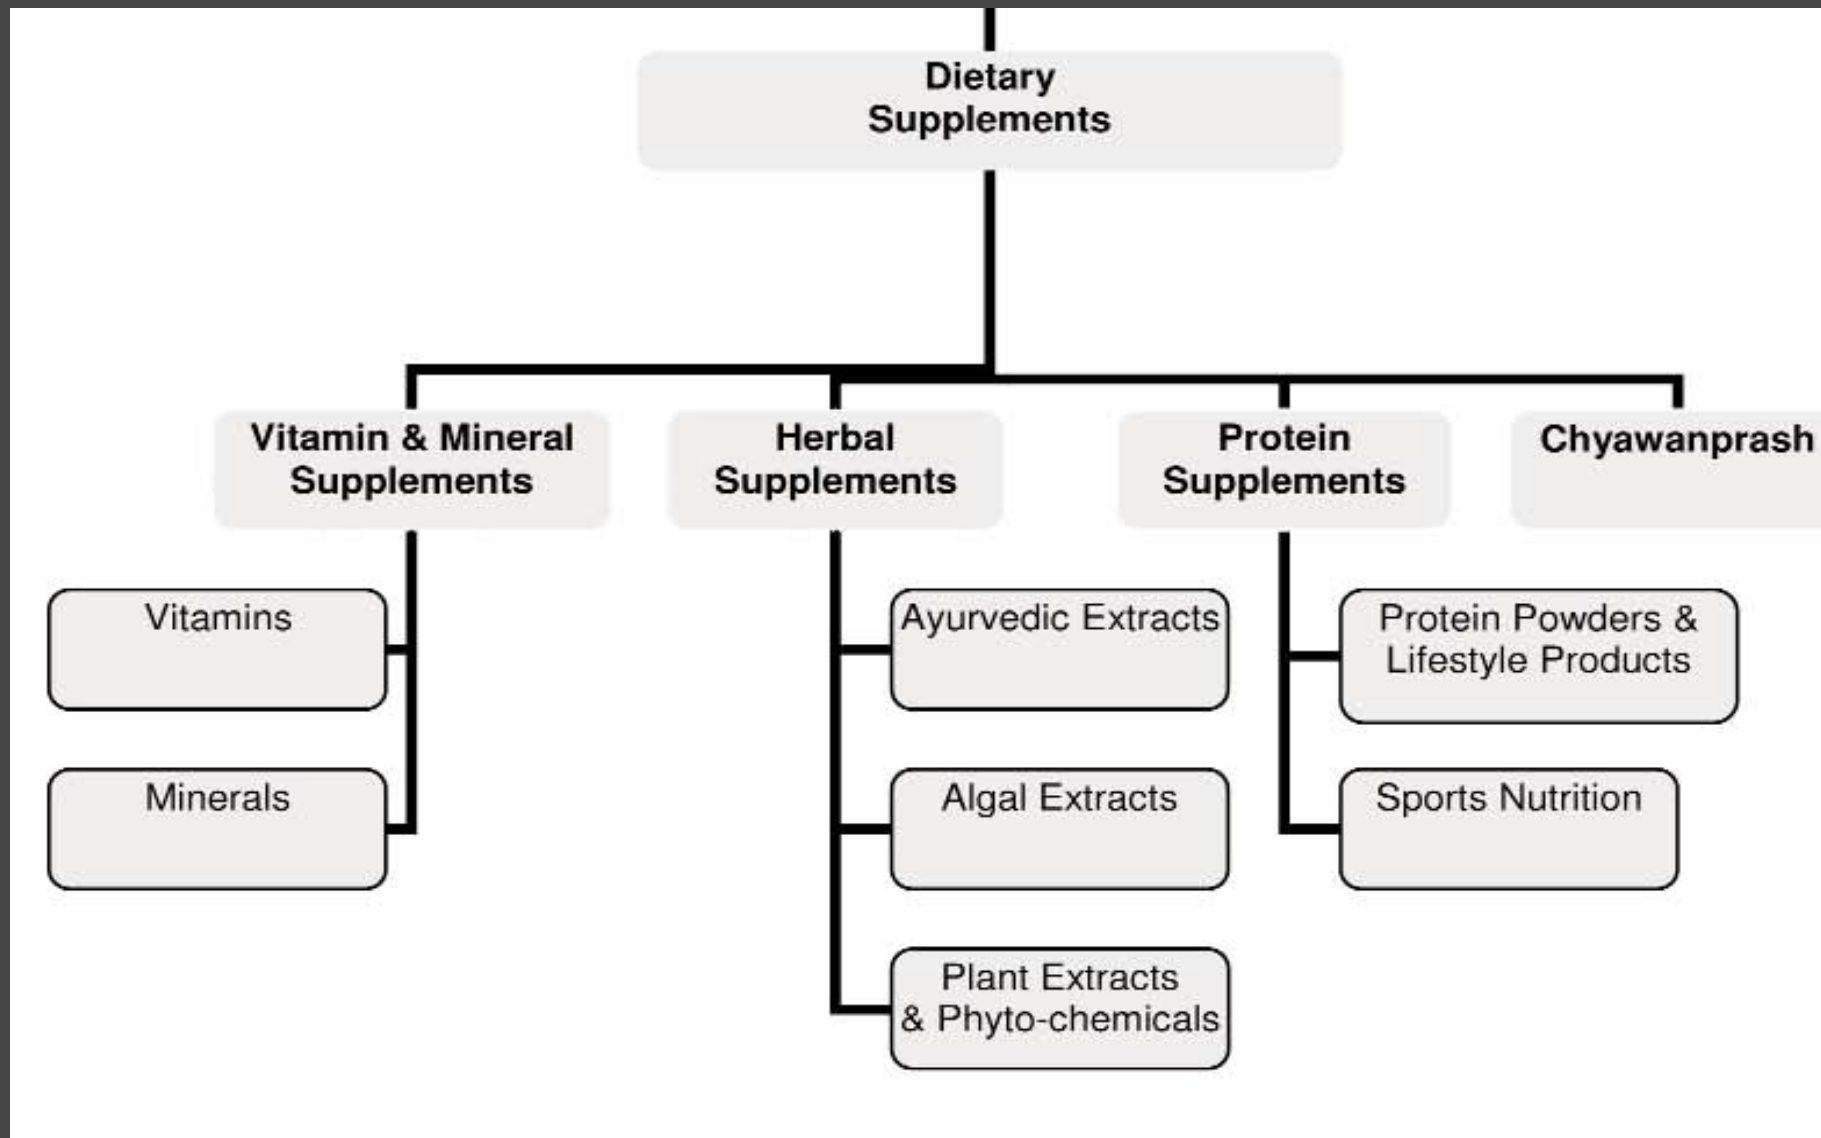 Dietary
Supplements
Vitamin & Mineral
Supplements
Herbal
Supplements
Protein
Supplements
Chyawanprash
Vitamins
Minerals
Ayurvedic Extracts
Algal Extracts
Plant Extracts
& Phyto-chemicals
Protein Powders &
Lifestyle Products
Sports Nutrition